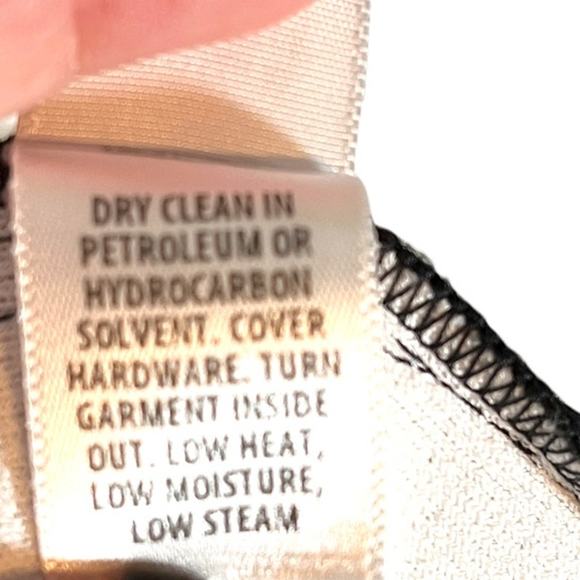 DRY CLEAN IN
PETROLEUM OR
HYDROCARBON
SOLVENT. COVER
HARDWARE. TURN
GARMENT INSIDE
OUT. LOW HEAT,
LOW MOISTURE,
LOW STEAM